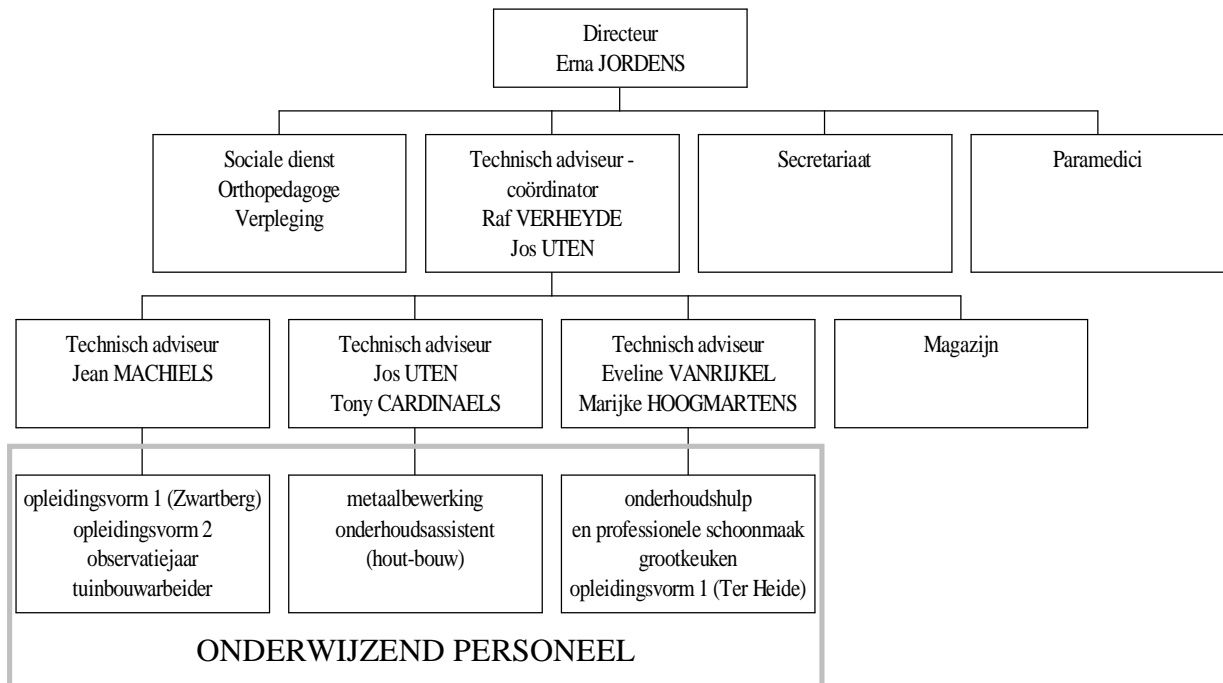 Directeur
Erna JORDENS
Sociale dienst
Orthopedagoge
Verpleging
Technisch adviseur -
coördinator
Raf VERHEYDE
Jos UTEN
Secretariaat
Paramedici
Technisch adviseur
Jean MACHIELS
Technisch adviseur
Jos UTEN
Tony CARDINAELS
Technisch adviseur
Eveline VANRIJKEL
Marijke HOOGMARTENS
Magazijn
opleidingsvorm 1 (Zwartberg)
opleidingsvorm 2
observatiejaar
tuinbouwarbeider
metaalbewerking
onderhoudsassistent
(hout-bouw)
onderhoudshulp
en professionele schoonmaak
grootkeuken
opleidingsvorm 1 (Ter Heide)
ONDERWIJZEND PERSONEEL